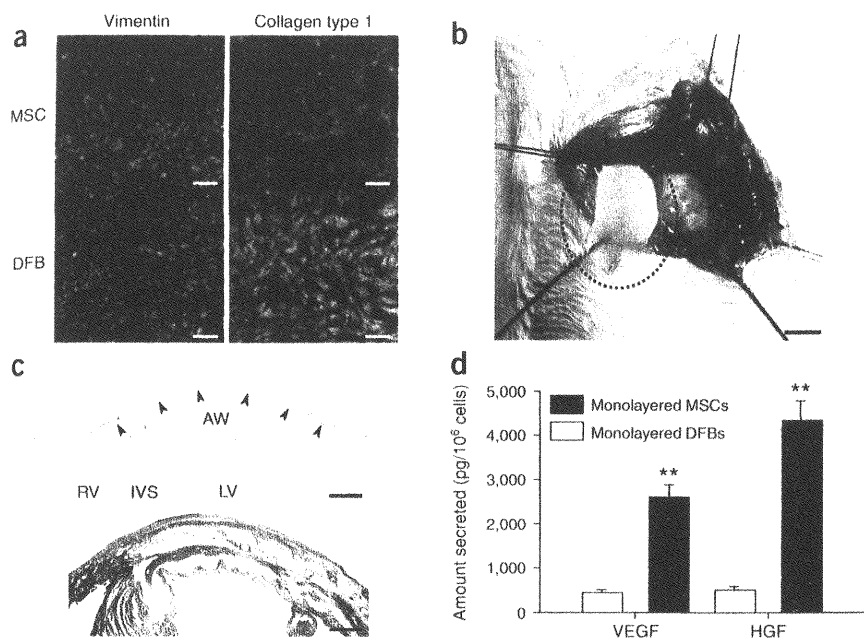 a
Vimentin Collagen type 1
MSC
DFB
b
c
AW
RV IVS LV
d
5,000
4,000
3,000
2,000
1,000
0
Amount secreted (pg/10⁶ cells)
Monolayered MSCs
Monolayered DFBs
**
**
VEGF HGF